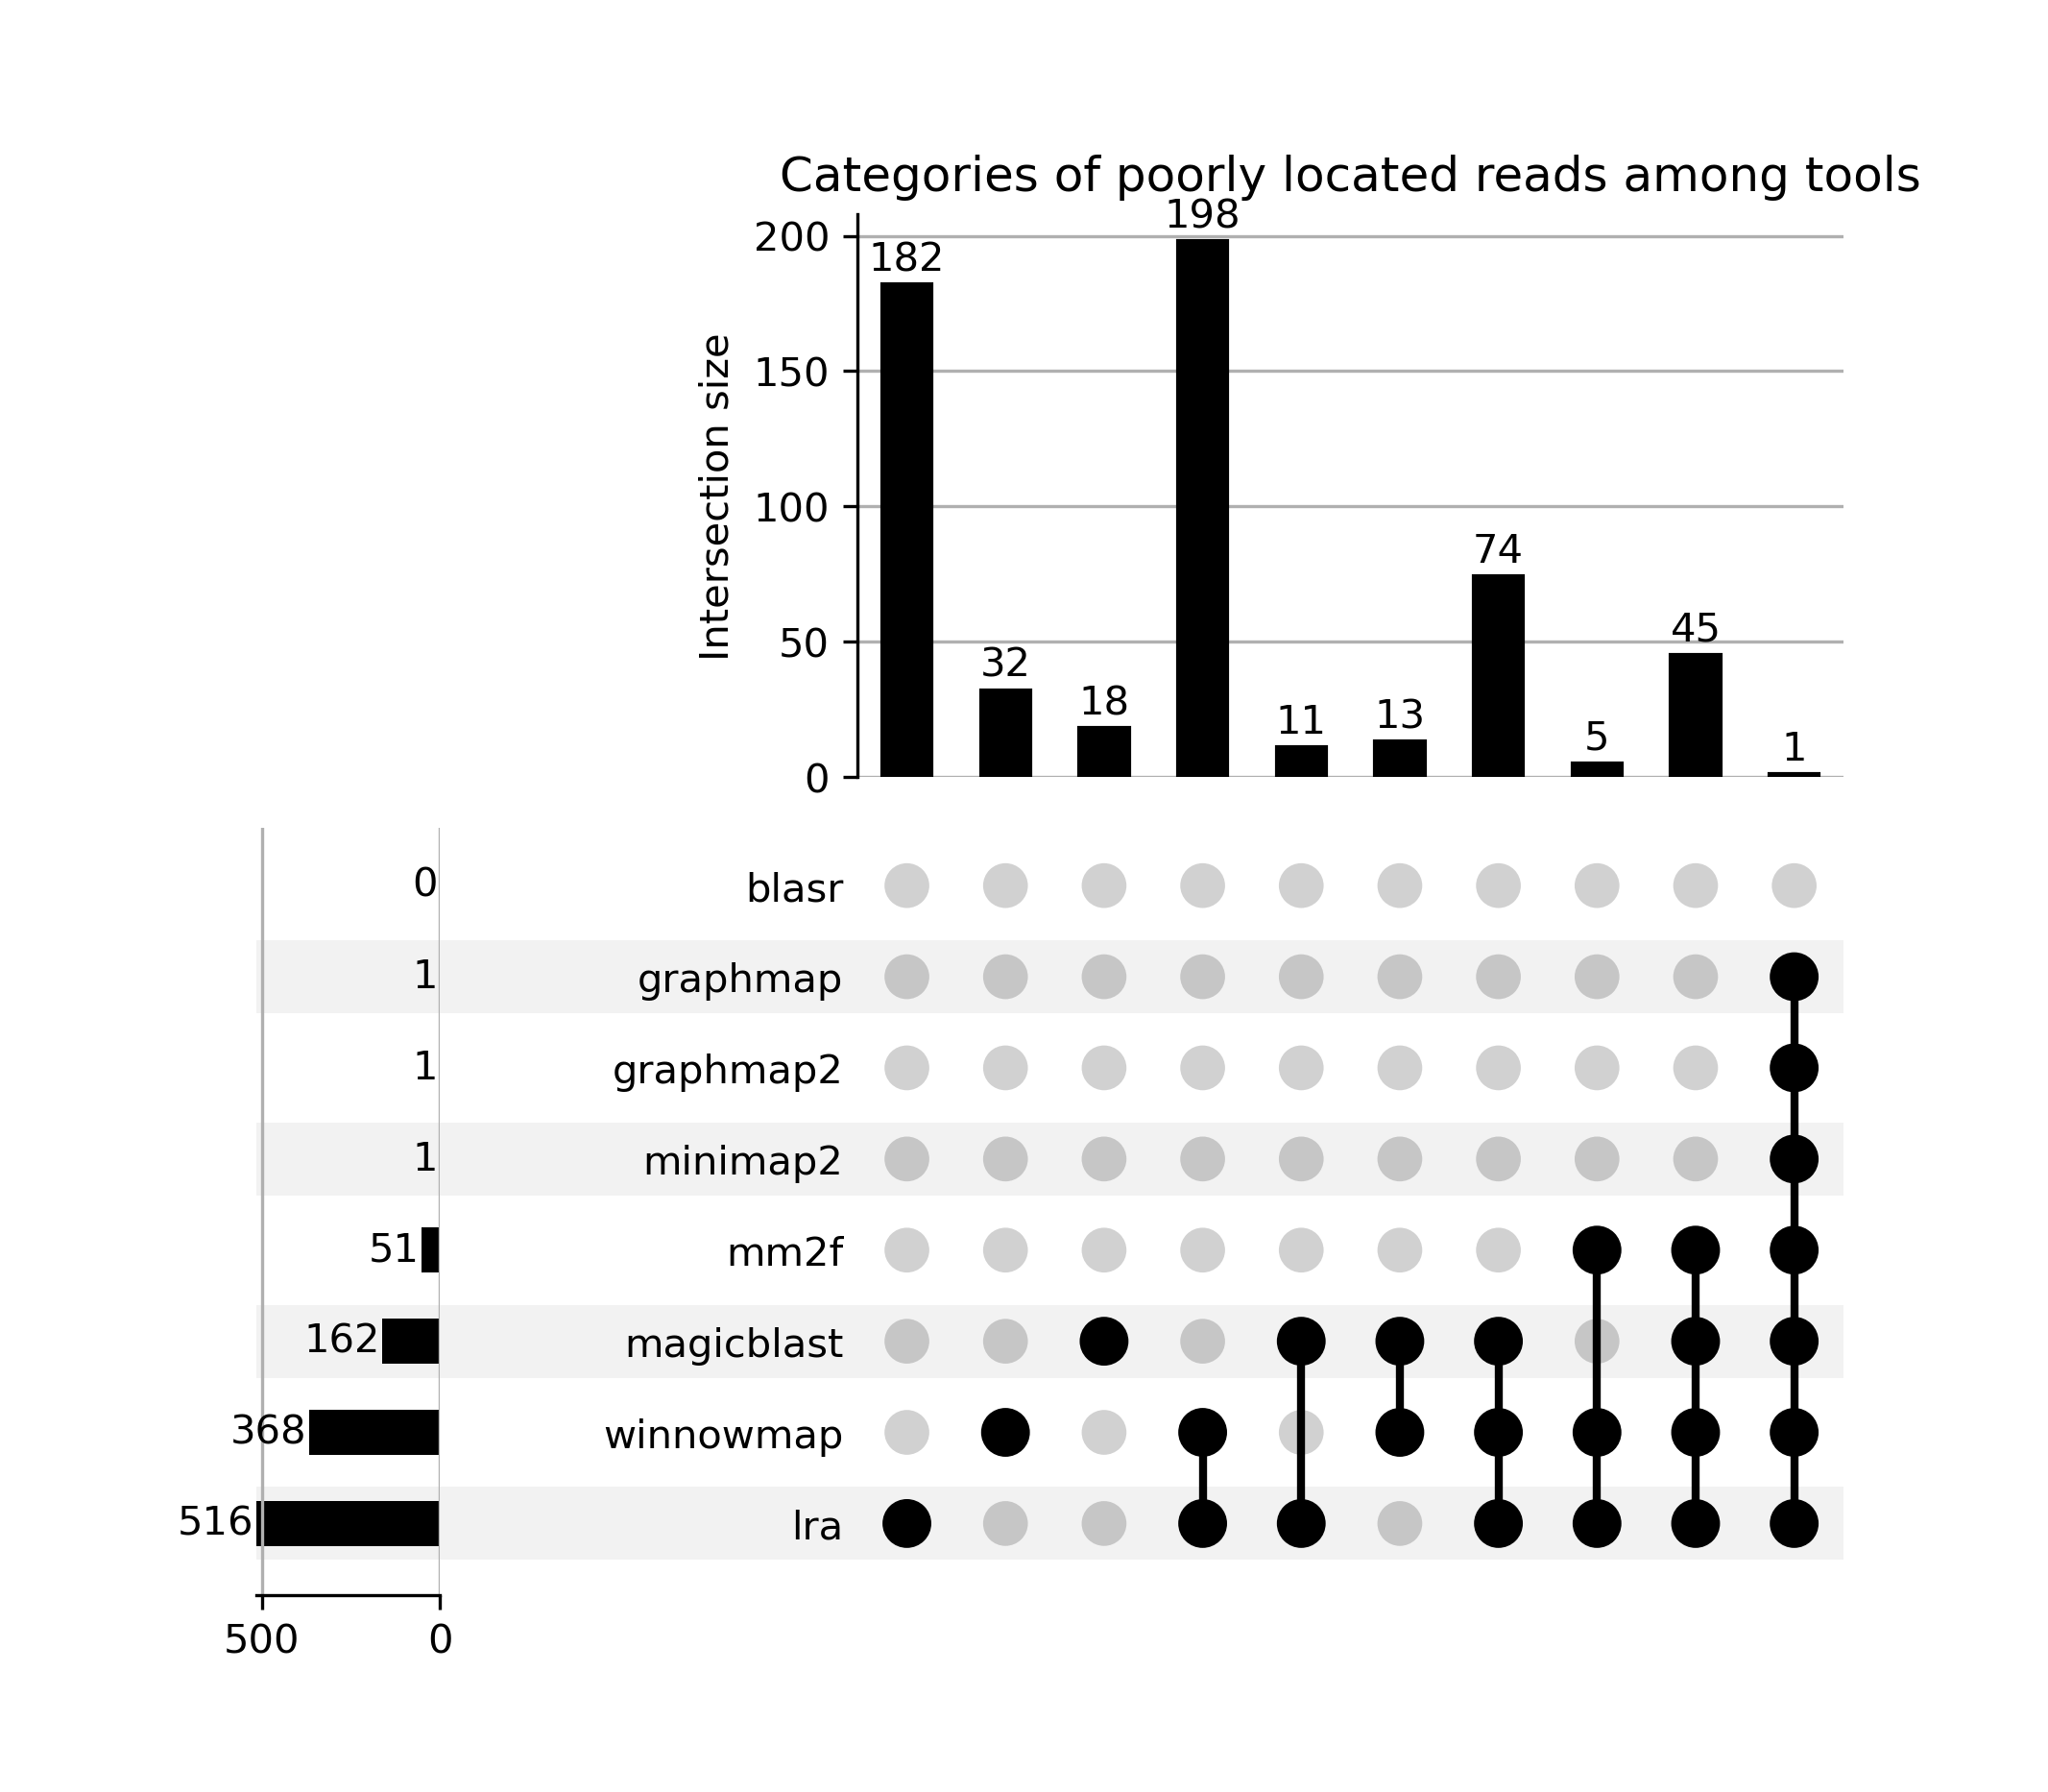 Categories of poorly located reads among tools
Intersection size
200
150
100
50
0
182
32
18
198
11
13
74
5
45
1
0 blasr
1 graphmap
1 graphmap2
1 minimap2
51 mm2f
162 magicblast
368 winnowmap
516 lra
500 0